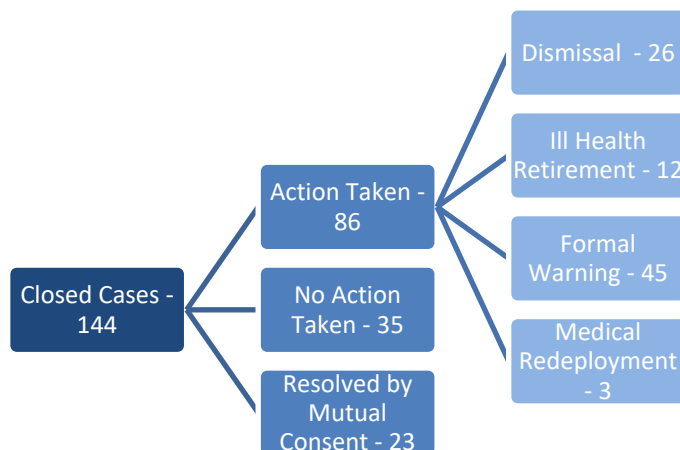 Closed Cases -
144
Action Taken -
86
No Action
Taken - 35
Resolved by
Mutual
Consent - 23
Dismissal - 26
Ill Health
Retirement - 12
Formal
Warning - 45
Medical
Redeployment
- 3